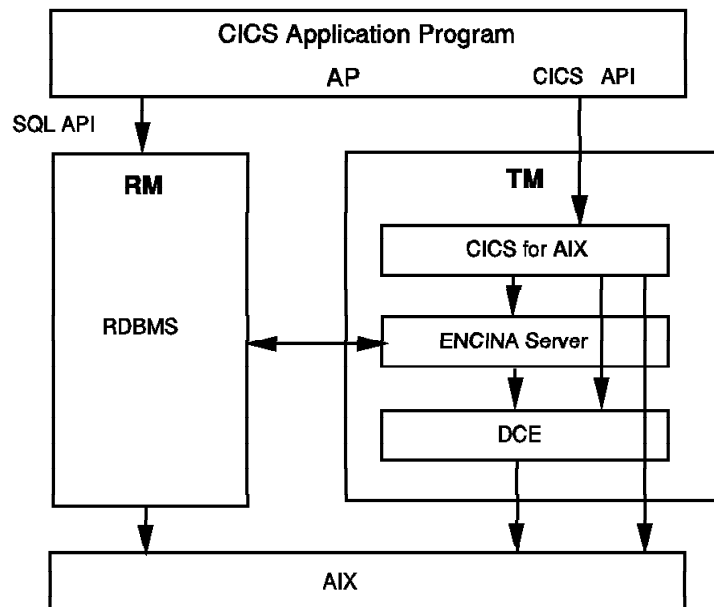 CICS Application Program
AP
CICS API
SQL API
RM
TM
CICS for AIX
RDBMS
ENCINA Server
DCE
AIX